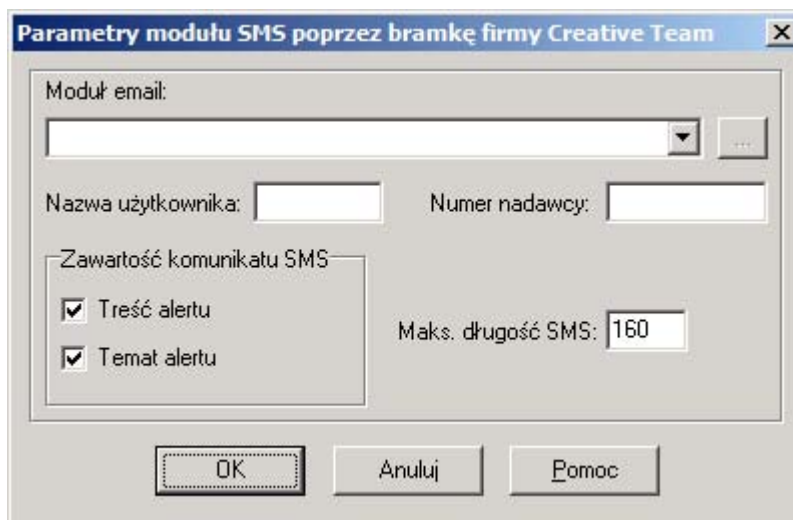 Parametry modułu SMS poprzez bramkę firmy Creative Team
Moduł email:
...
Nazwa użytkownika:
Numer nadawcy:
Zawartość komunikatu SMS
Treść alertu
Maks. długość SMS: 160
Temat alertu
OK
Anuluj
Pomoc